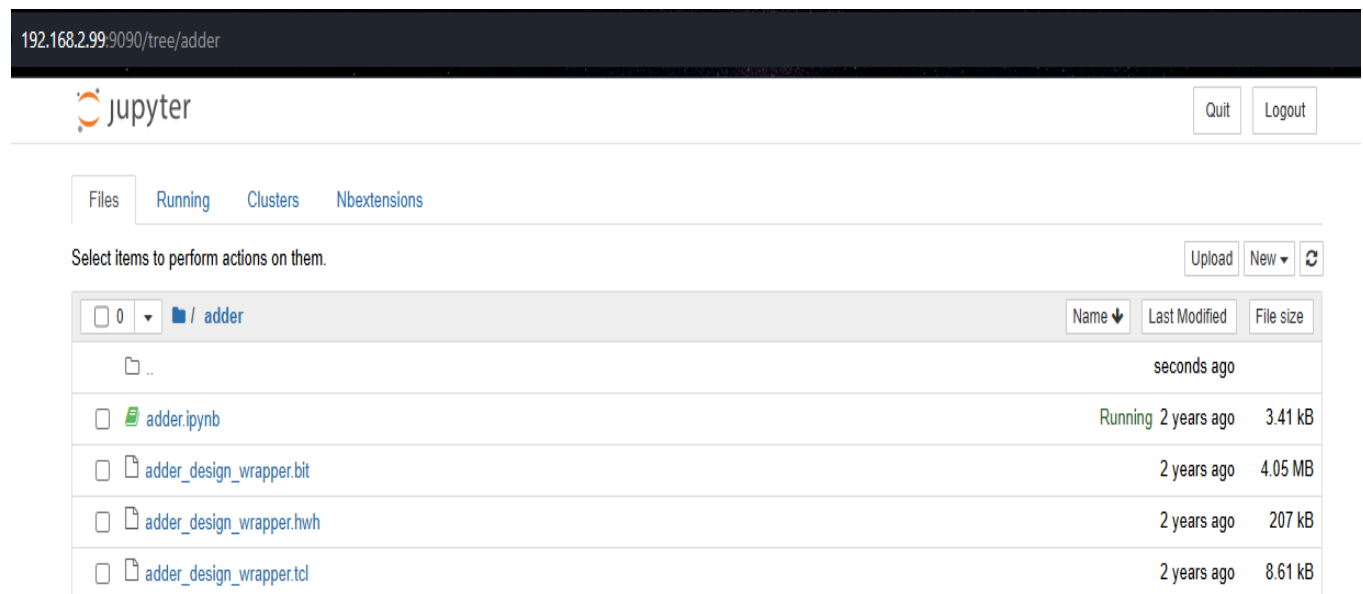 192.168.2.99:9090/tree/adder
jupyter Quit Logout
Files Running Clusters Nbextensions
Select items to perform actions on them. Upload New
0 / adder Name Last Modified File size
.. seconds ago
adder.ipynb Running 2 years ago 3.41 kB
adder_design_wrapper.bit 2 years ago 4.05 MB
adder_design_wrapper.hwh 2 years ago 207 kB
adder_design_wrapper.tcl 2 years ago 8.61 kB